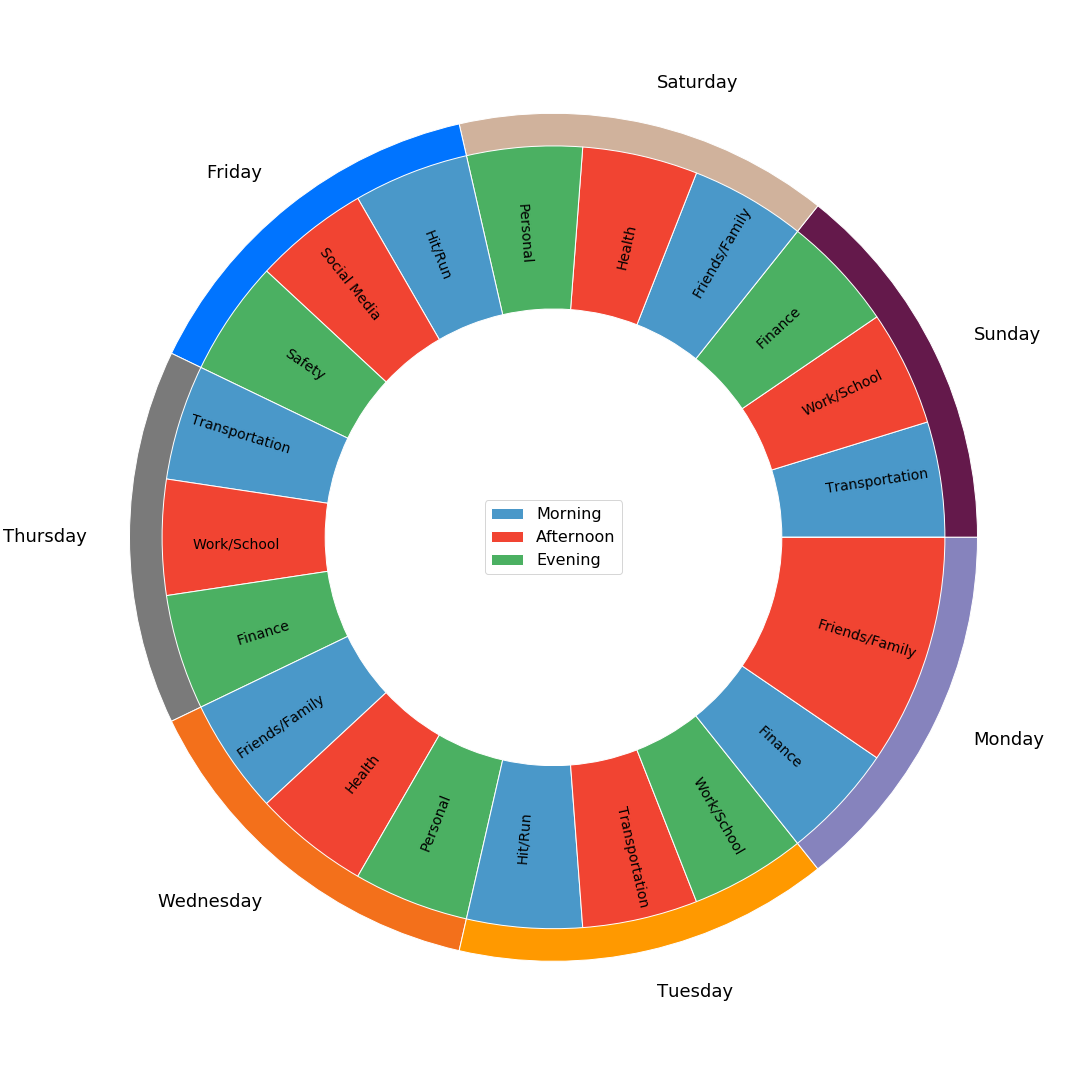 Saturday
Friday
Sunday
Thursday
Monday
Wednesday
Tuesday
Transportation
Work/School
Finance
Friends/Family
Health
Personal
Hit/Run
Social Media
Safety
Transportation
Work/School
Finance
Friends/Family
Health
Personal
Hit/Run
Transportation
Work/School
Finance
Friends/Family
Morning
Afternoon
Evening